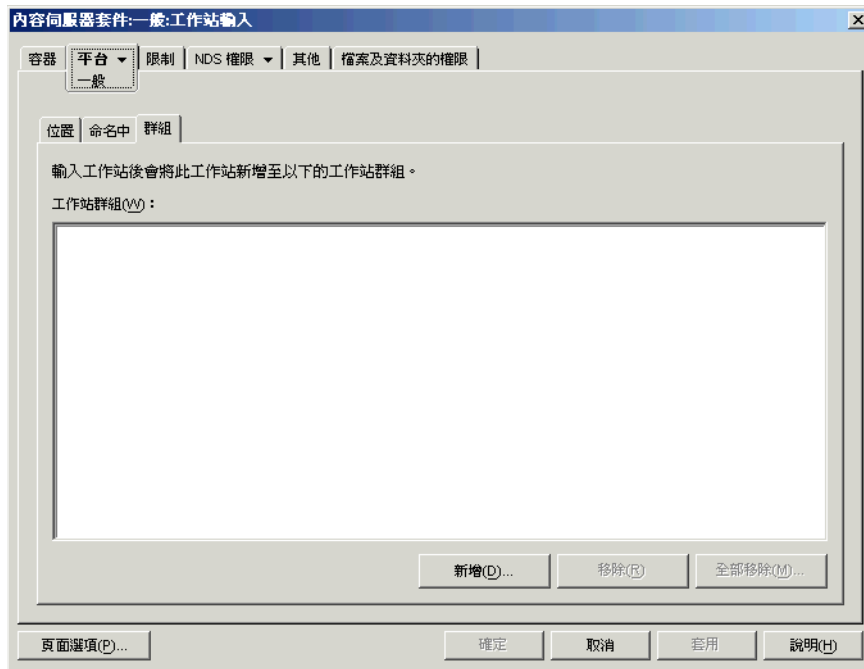 內容伺服器套件:一般:工作站輸入
容器 平台 限制 NDS 權限 其他 檔案及資料夾的權限
一般
位置 命名中 群組
輸入工作站後會將此工作站新增至以下的工作站群組。
工作站群組(W)：
新增(D)... 移除(R) 全部移除(M)...
頁面選項(P)... 確定 取消 套用 說明(H)